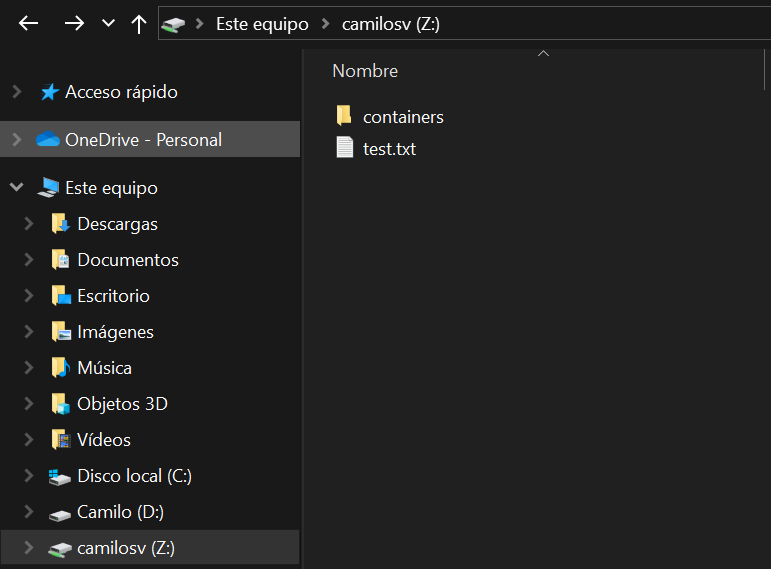 Este equipo > camilosv (Z:)
Nombre
containers
test.txt
Acceso rápido
OneDrive - Personal
Este equipo
Descargas
Documentos
Escritorio
Imágenes
Música
Objetos 3D
Vídeos
Disco local (C:)
Camilo (D:)
camilosv (Z:)